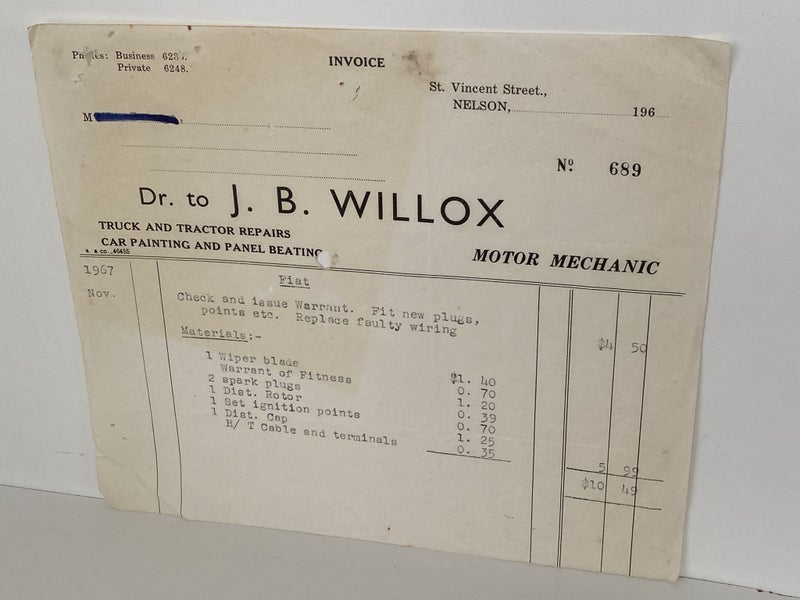 Business
INVOICE
Private 6248.
St. Vincent Street.,
NELSON, 196
M
Nº 689
Dr. to J. B. WILLOX
TRUCK AND TRACTOR REPAIRS
CAR PAINTING AND PANEL BEATING
MOTOR MECHANIC
1967
Fiat
Nov.
Check and issue Warrant. Fit new plugs,
points etc. Replace faulty wiring
$4 50
Materials:-
1 Wiper blade $1. 40
Warrant of Fitness 0. 70
2 spark plugs 1. 20
1 Dist. Rotor 0. 39
1 Set ignition points 0. 70
1 Dist. Cap 1. 25
H/ T Cable and terminals 0. 35
5 99
$10 49